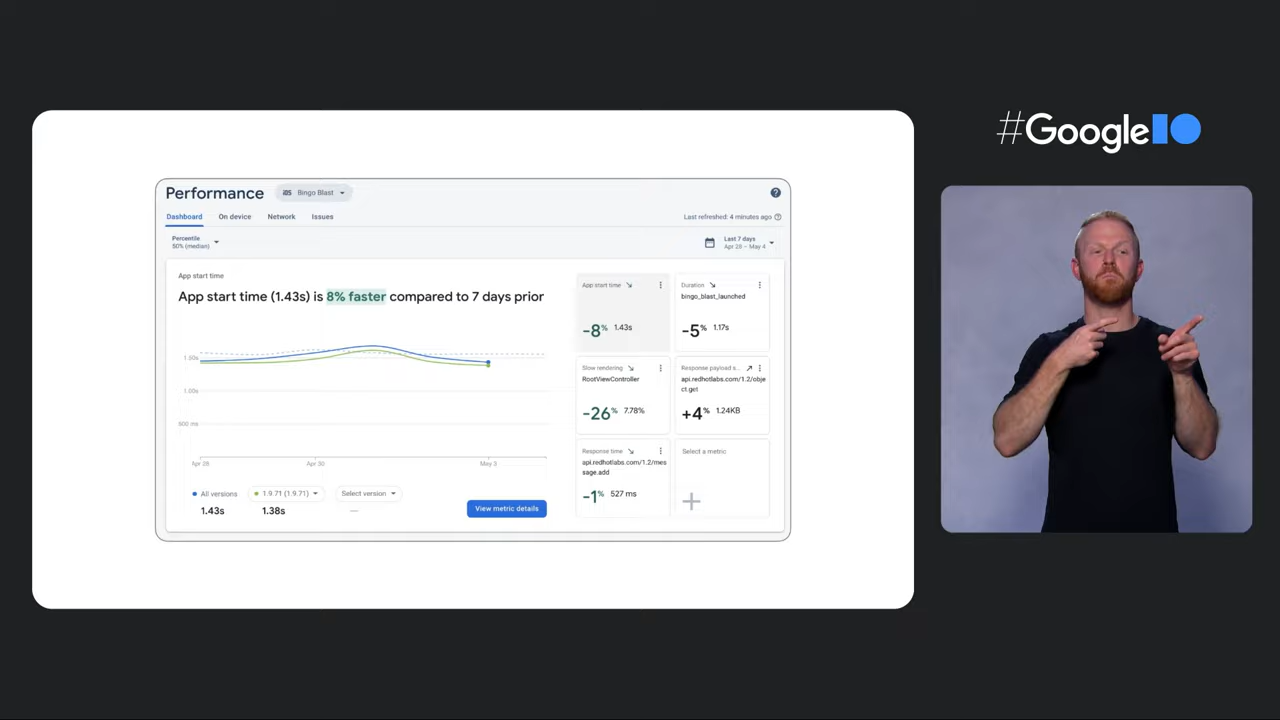 #Google IO
Performance
iOS Bingo Blast
Dashboard On device Network Issues
Last refreshed: 4 minutes ago
Percentile
50% (median)
Last 7 days
Apr 28 – May 4
App start time
App start time (1.43s) is 8% faster compared to 7 days prior
1.50s
1.00s
500 ms
Apr 28 Apr 30 May 3
All versions 1.9.71 (1.9.71) Select version
1.43s 1.38s —
View metric details
App start time
-8% 1.43s
Duration
bingo_blast_launched
-5% 1.17s
Slow rendering
RootViewController
-26% 7.78%
Response payload s...
api.redhotlabs.com/1.2/obje
ct.get
+4% 1.24KB
Response time
api.redhotlabs.com/1.2/mes
sage.add
-1% 527 ms
Select a metric
+